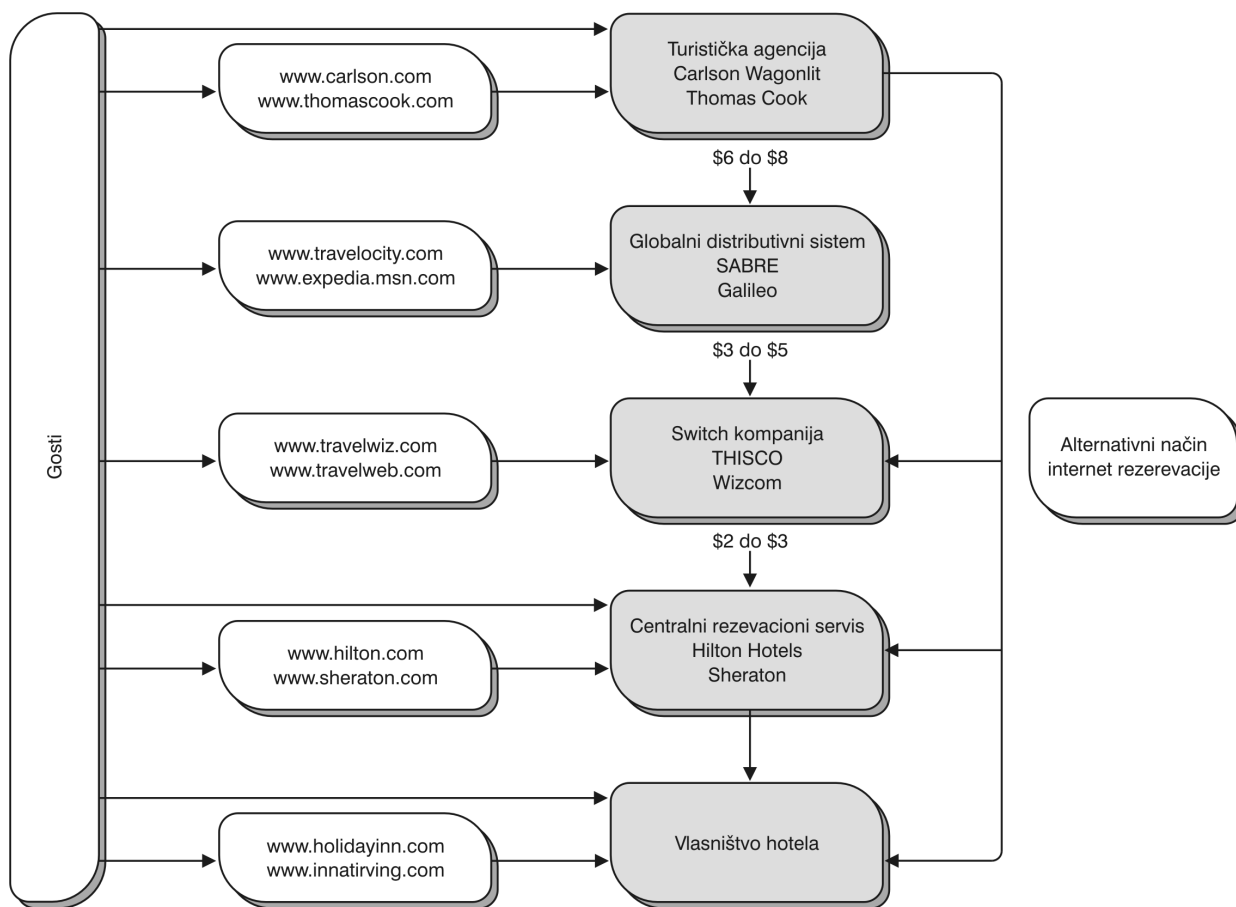 Gosti
www.carlson.com
www.thomascook.com
Turistička agencija
Carlson Wagonlit
Thomas Cook
$6 do $8
www.travelocity.com
www.expedia.msn.com
Globalni distributivni sistem
SABRE
Galileo
$3 do $5
www.travelwiz.com
www.travelweb.com
Switch kompanija
THISCO
Wizcom
Alternativni način
internet rezerevacije
$2 do $3
www.hilton.com
www.sheraton.com
Centralni rezevacioni servis
Hilton Hotels
Sheraton
www.holidayinn.com
www.innatirving.com
Vlasništvo hotela